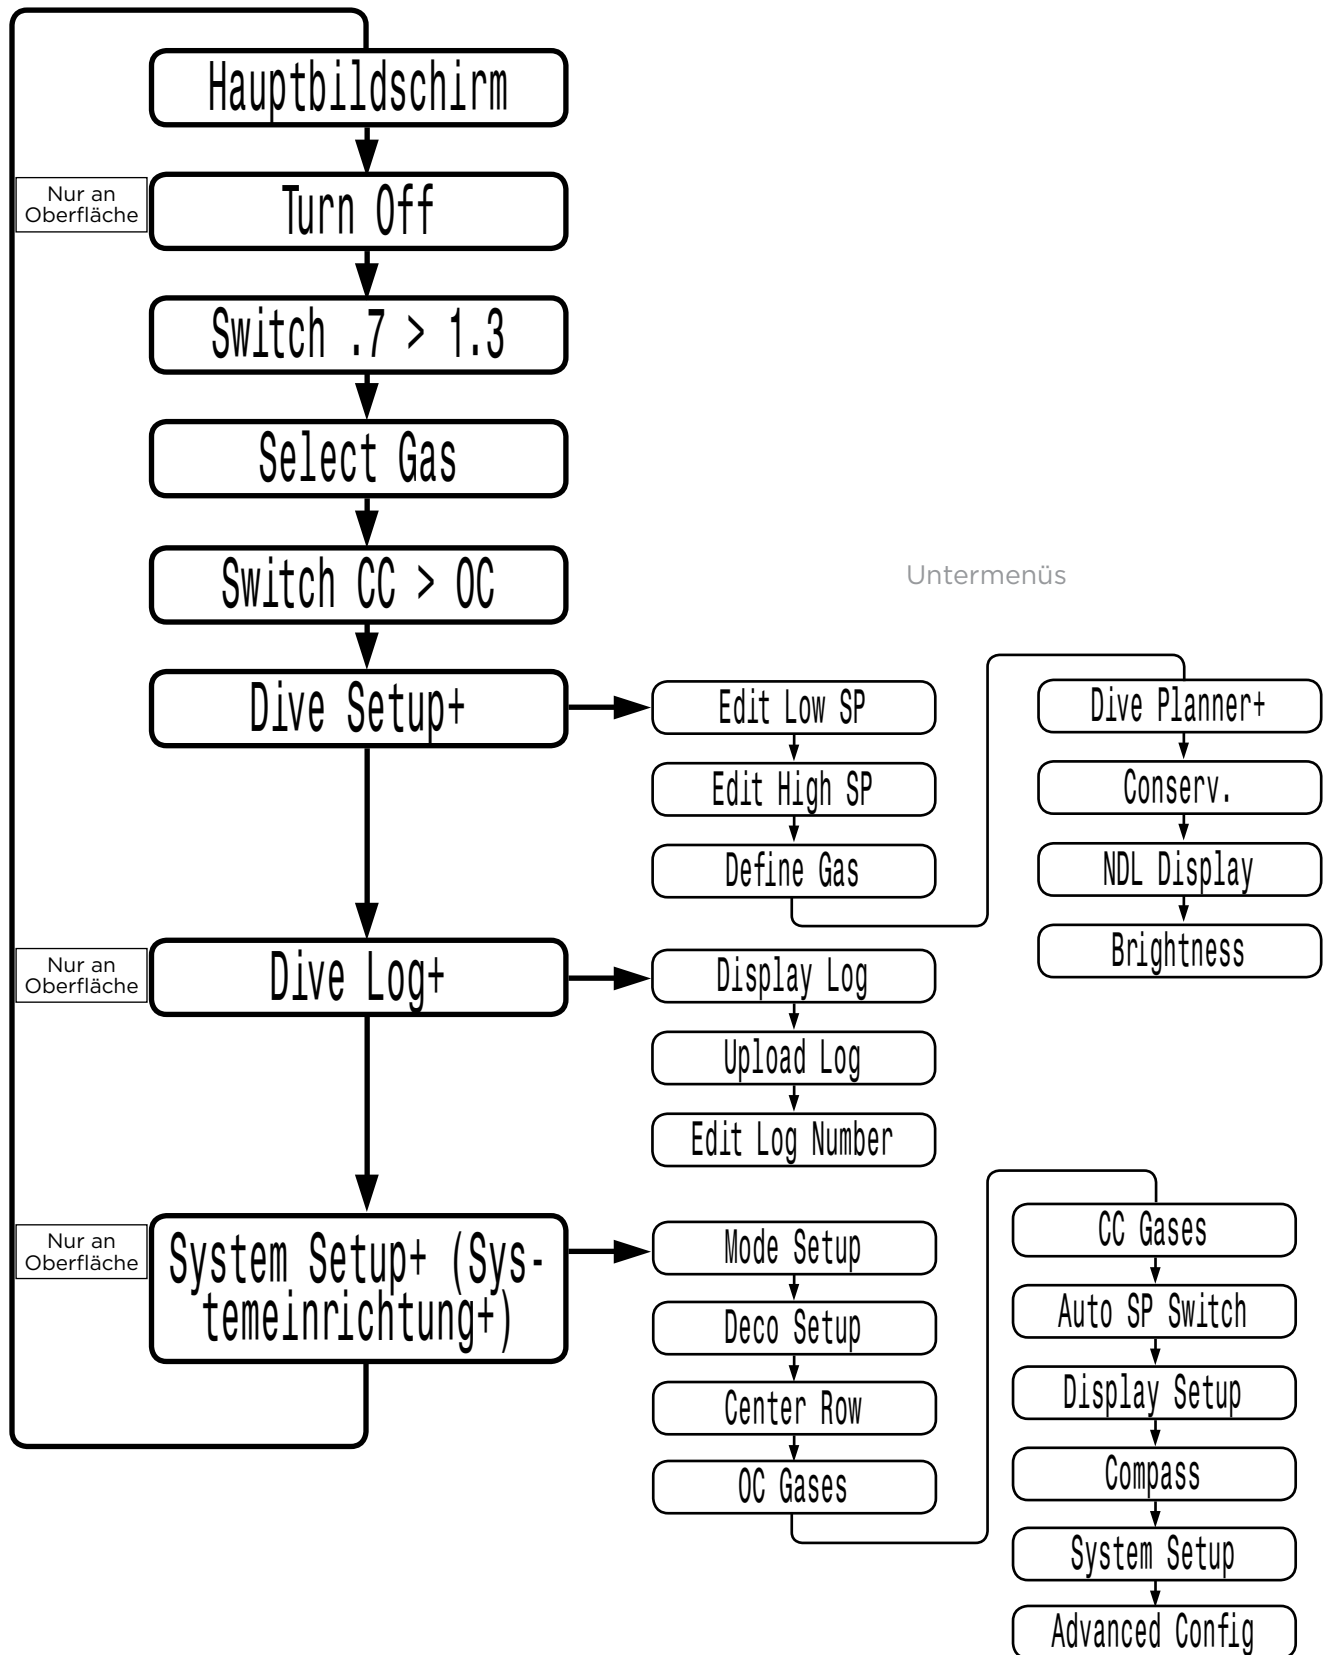 Hauptbildschirm
Nur an
Oberfläche
Turn Off
Switch .7 > 1.3
Select Gas
Switch CC > OC
Untermenüs
Dive Setup+
Edit Low SP
Edit High SP
Define Gas
Dive Planner+
Conserv.
NDL Display
Brightness
Nur an
Oberfläche
Dive Log+
Display Log
Upload Log
Edit Log Number
Nur an
Oberfläche
System Setup+ (Sys-
temeinrichtung+)
Mode Setup
Deco Setup
Center Row
OC Gases
CC Gases
Auto SP Switch
Display Setup
Compass
System Setup
Advanced Config